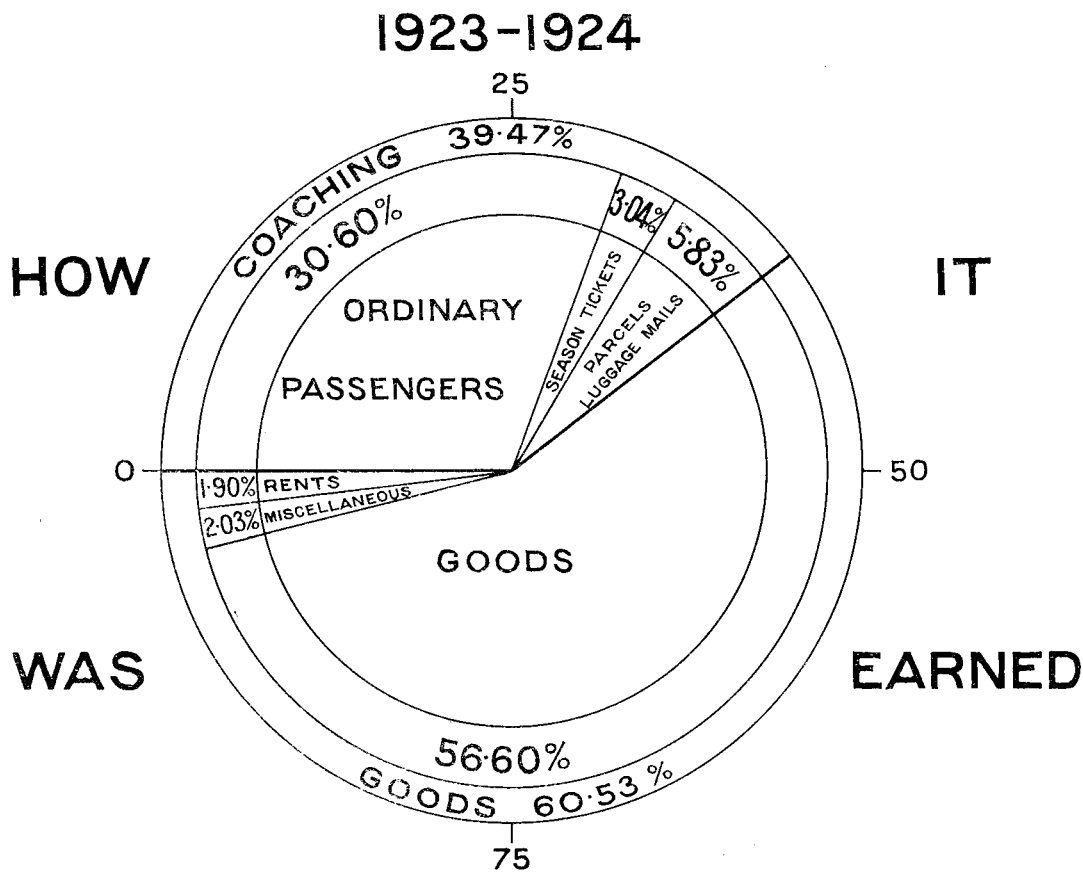 1923-1924
25
COACHING 39·47%
30·60%
3·04%
5·83%
HOW
IT
ORDINARY
PASSENGERS
SEASON TICKETS
PARCELS
LUGGAGE MAILS
0
50
1·90% RENTS
2·03% MISCELLANEOUS
GOODS
WAS
EARNED
56·60%
GOODS 60·53%
75